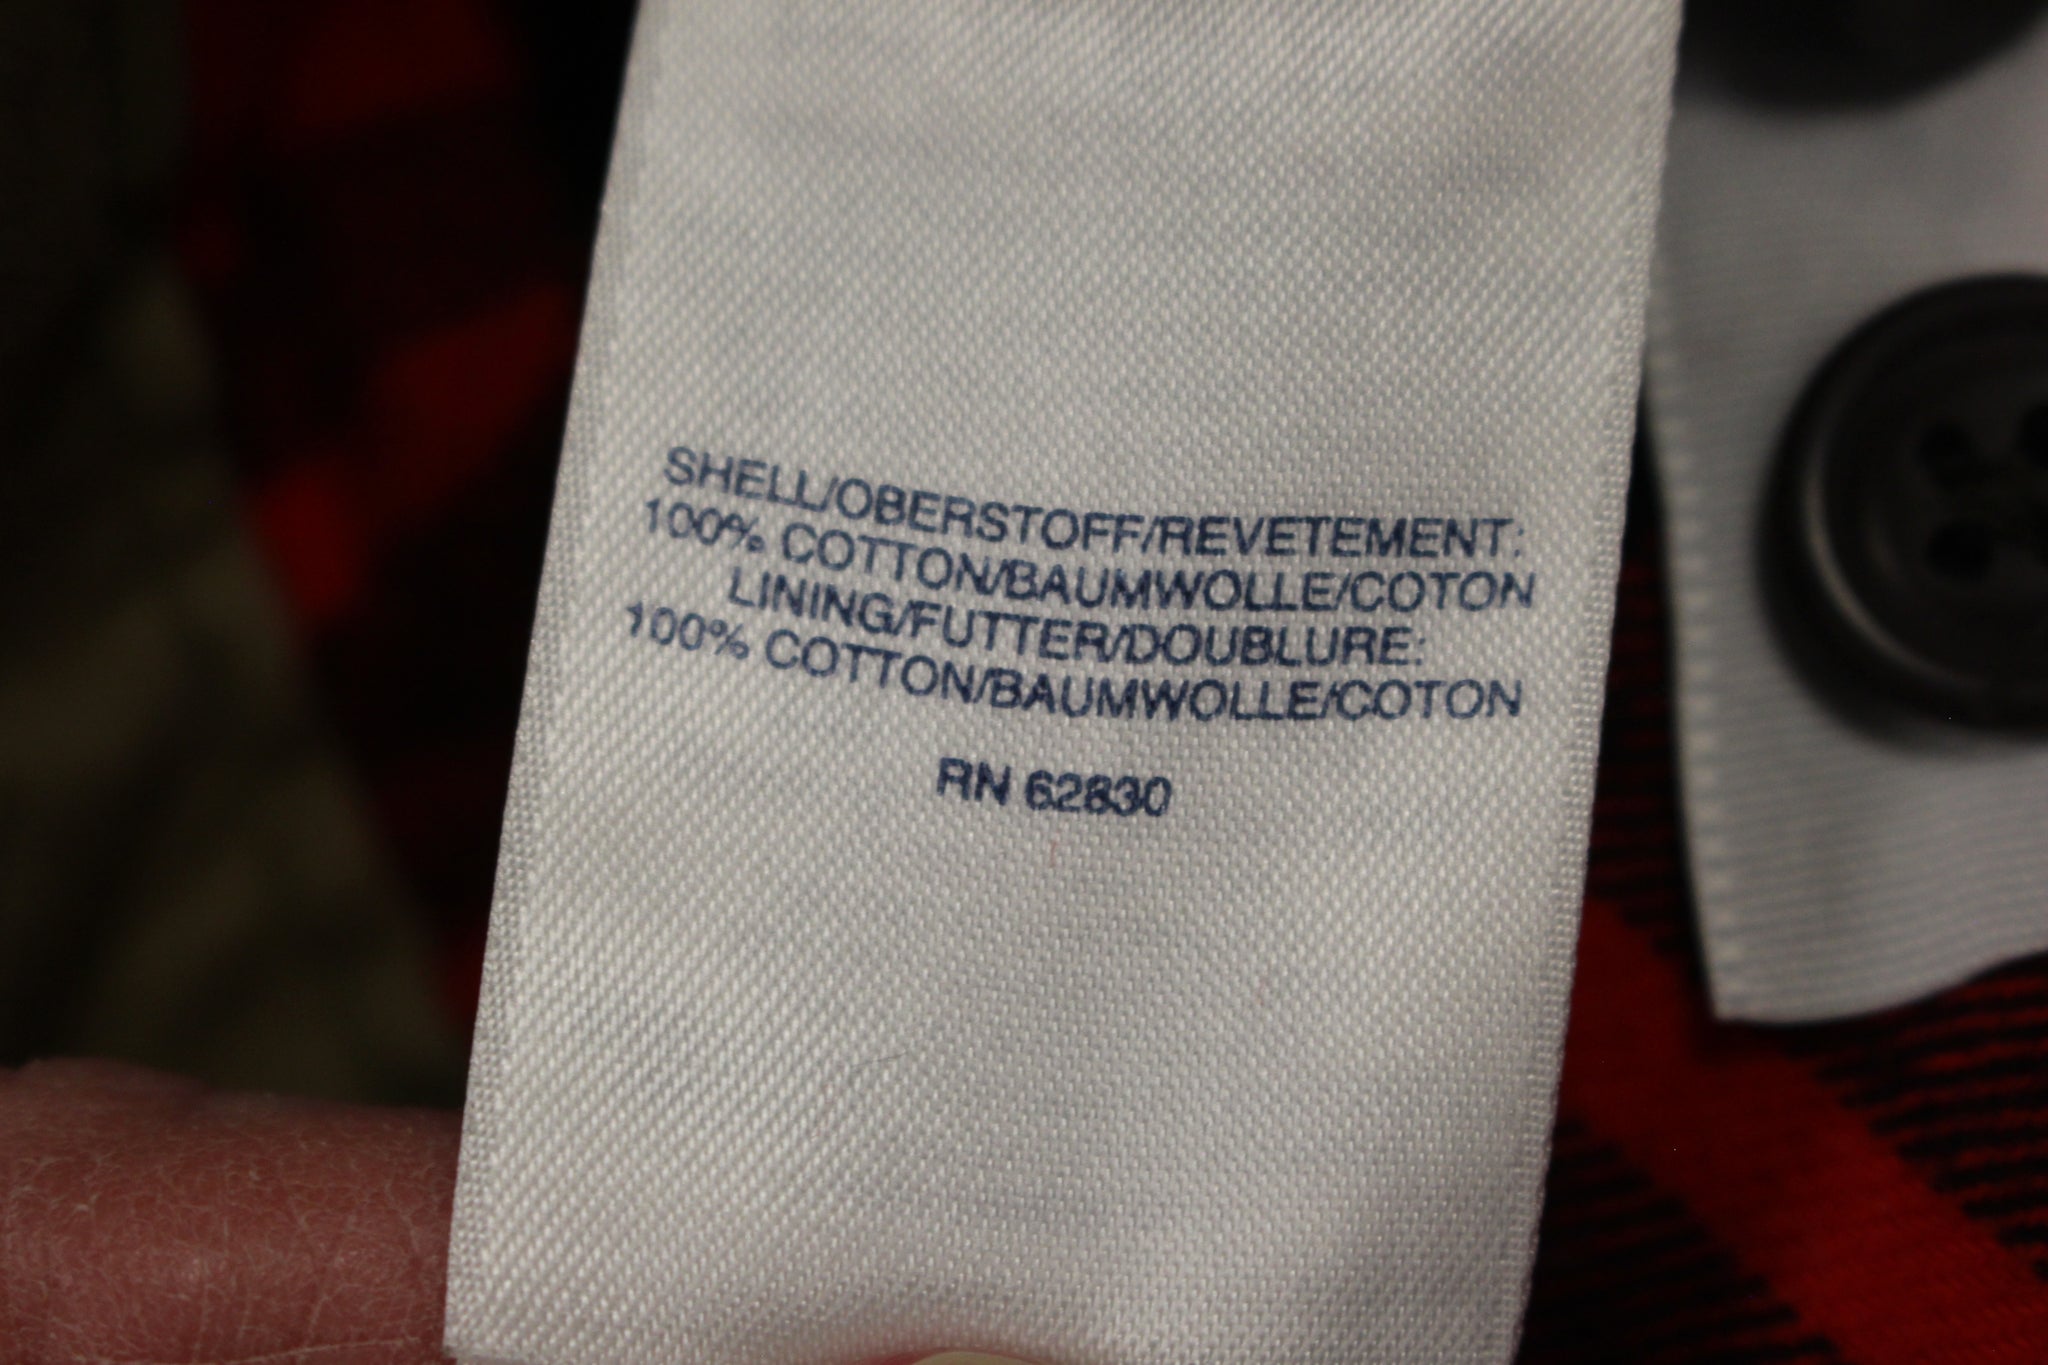 SHELL/OBERSTOFF/REVETEMENT:
100% COTTON/BAUMWOLLE/COTON
LINING/FUTTER/DOUBLURE:
100% COTTON/BAUMWOLLE/COTON
RN 62830